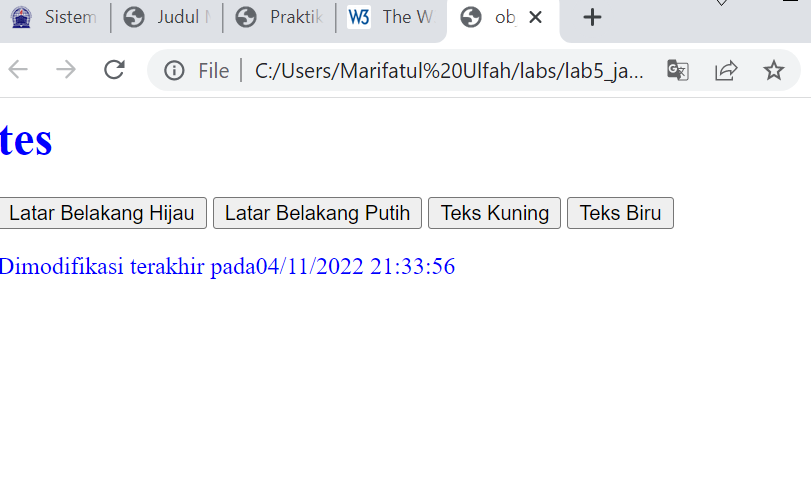 Sistem Judul Praktik The W ob
File C:/Users/Marifatul%20Ulfah/labs/lab5_ja...
tes
Latar Belakang Hijau Latar Belakang Putih Teks Kuning Teks Biru
Dimodifikasi terakhir pada04/11/2022 21:33:56